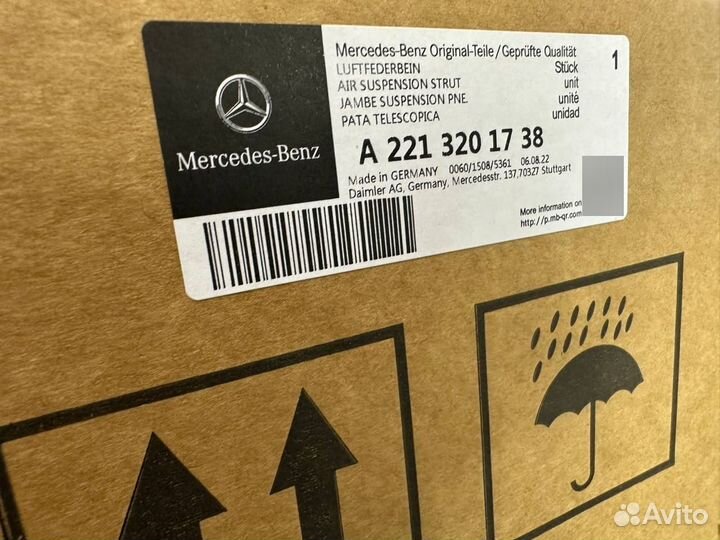 Mercedes-Benz
Mercedes-Benz Original-Teile/Geprüfte Qualität
LUFTFEDERBEIN Stück 1
AIR SUSPENSION STRUT unit
JAMBE SUSPENSION PNE. unité
PATA TELESCOPICA unidad
A 221 320 17 38
Made in GERMANY 0060/1508/5361 06.08.22
Daimler AG, Germany, Mercedesstr. 137,70327 Stuttgart
More information on
http://p.mb-qr.com
Avito